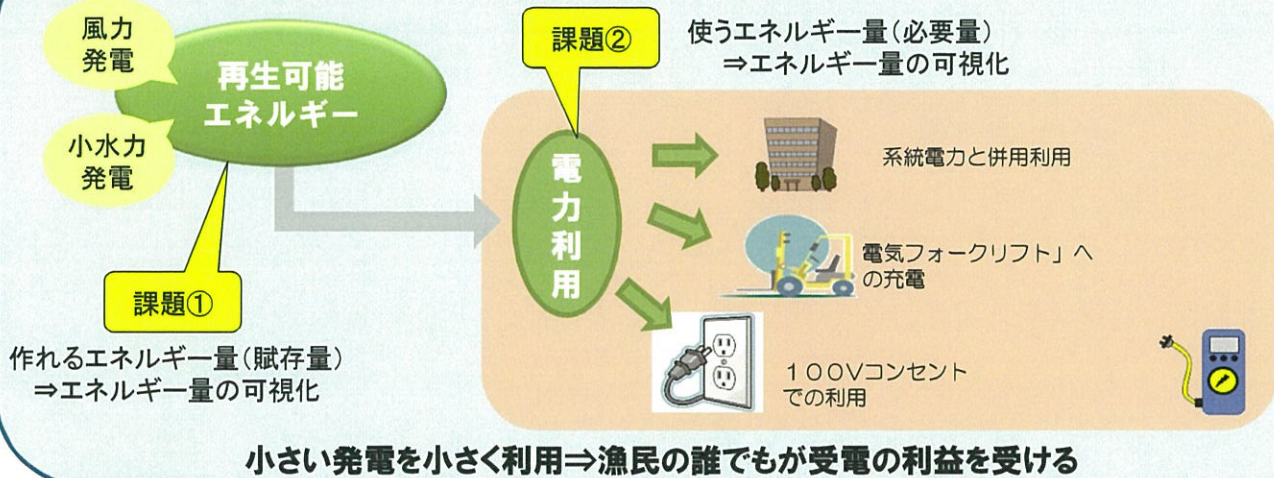 風力
発電
再生可能
エネルギー
小水力
発電
課題①
作れるエネルギー量(賦存量)
⇒エネルギー量の可視化
課題②
使うエネルギー量(必要量)
⇒エネルギー量の可視化
電力利用
系統電力と併用利用
電気フォークリフト」へ
の充電
100Vコンセント
での利用
小さい発電を小さく利用⇒漁民の誰でもが受電の利益を受ける